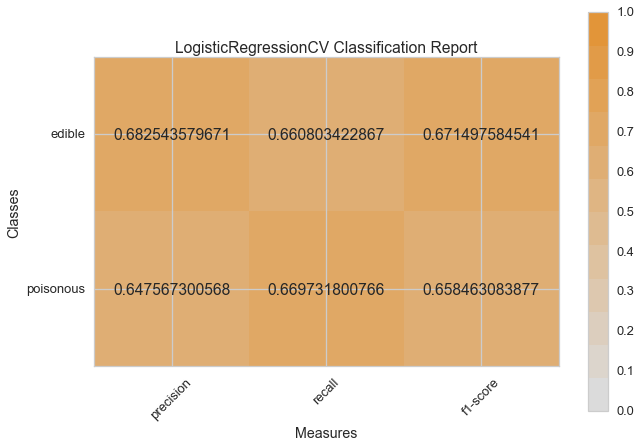 LogisticRegressionCV Classification Report
Classes
edible
0.682543579671 0.660803422867 0.671497584541
poisonous
0.647567300568 0.669731800766 0.658463083877
precision recall f1-score
Measures
1.0
0.9
0.8
0.7
0.6
0.5
0.4
0.3
0.2
0.1
0.0